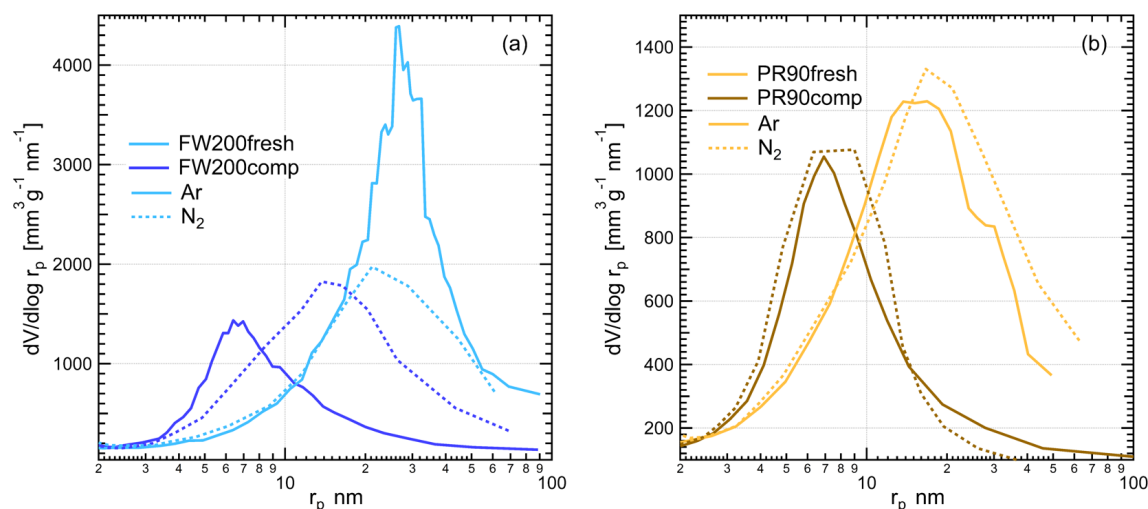 (a)
dV/dlog rp [mm3g-1 nm-1]
4000
3000
2000
1000
FW200fresh
FW200comp
Ar
N2
2 3 4 5 6 7 8 9 10 2 3 4 5 6 7 8 9 100
rp nm
(b)
dV/dlog rp [mm3g-1 nm-1]
1400
1200
1000
800
600
400
200
PR90fresh
PR90comp
Ar
N2
2 3 4 5 6 7 8 9 10 2 3 4 5 6 7 8 9 100
rp nm